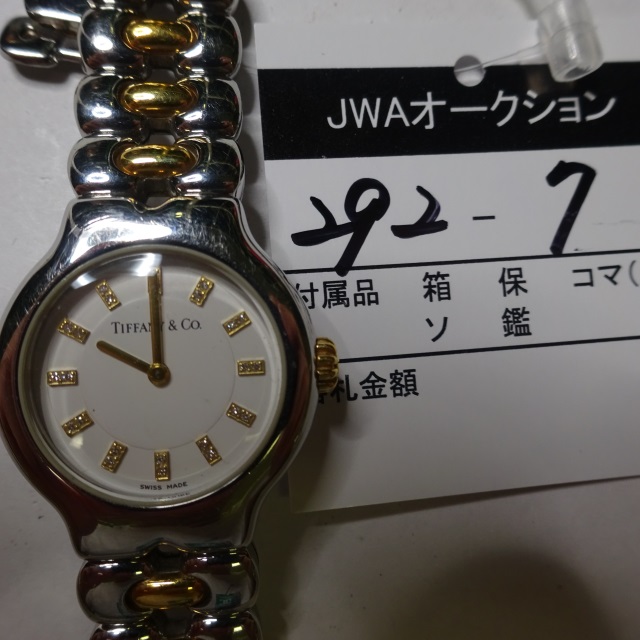 TIFFANY & CO.
SWISS MADE
JWAオークション
292-7
付属品 箱 保 コマ(
ソ 鑑
札金額